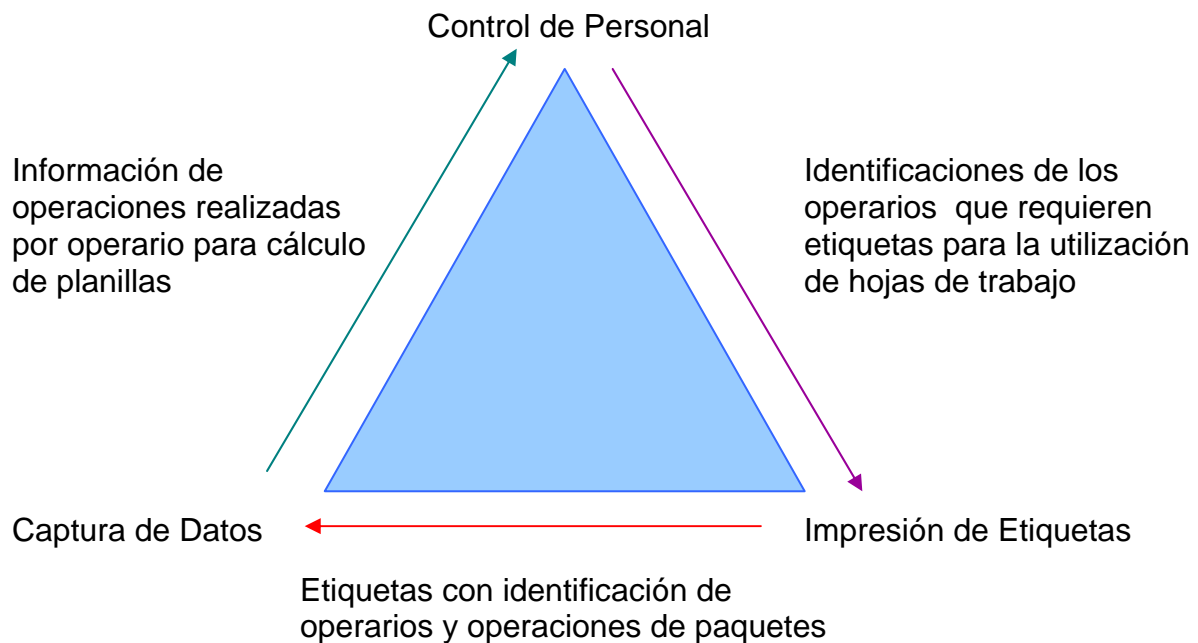 Control de Personal
Información de
operaciones realizadas
por operario para cálculo
de planillas
Identificaciones de los
operarios  que requieren
etiquetas para la utilización
de hojas de trabajo
Captura de Datos
Impresión de Etiquetas
Etiquetas con identificación de
operarios y operaciones de paquetes